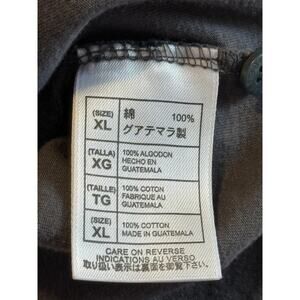 (SIZE) XL 綿 100%
グアテマラ製
(TALLA) XG 100% ALGODON
HECHO EN
GUATEMALA
(TAILLE) TG 100% COTON
FABRIQUE AU
GUATEMALA
(SIZE) XL 100% COTTON
MADE IN GUATEMALA
CARE ON REVERSE
INDICATIONS AU VERSO
取り扱い表示は裏面を御覧下さい。